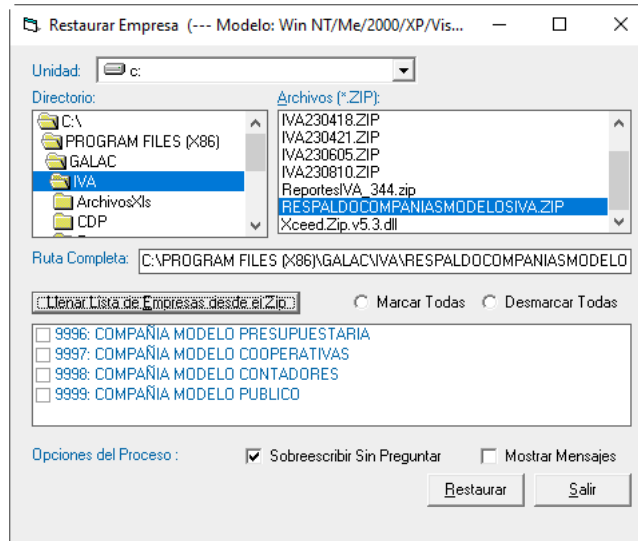 Restaurar Empresa (--- Modelo: Win NT/Me/2000/XP/Vis...
Unidad: c:
Directorio:
C:\
PROGRAM FILES (X86)
GALAC
IVA
ArchivosXls
CDP
Archivos (*.ZIP):
IVA230418.ZIP
IVA230421.ZIP
IVA230605.ZIP
IVA230810.ZIP
ReportesIVA_344.zip
RESPALDOCOMPANIASMODELOSIVA.ZIP
Xceed.Zip.v5.3.dll
Ruta Completa: C:\PROGRAM FILES (X86)\GALAC\IVA\RESPALDOCOMPANIASMODELO
Llenar Lista de Empresas desde el Zip Marcar Todas Desmarcar Todas
9996: COMPAÑIA MODELO PRESUPUESTARIA
9997: COMPAÑIA MODELO COOPERATIVAS
9998: COMPAÑIA MODELO CONTADORES
9999: COMPAÑIA MODELO PUBLICO
Opciones del Proceso : Sobreescribir Sin Preguntar Mostrar Mensajes
Restaurar Salir